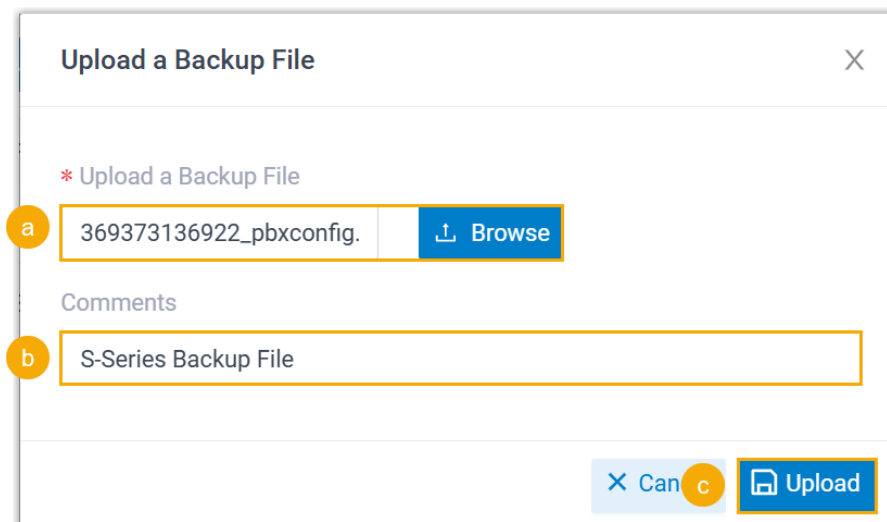 Upload a Backup File
* Upload a Backup File
a
369373136922_pbxconfig.
Browse
Comments
b
S-Series Backup File
Can
c
Upload